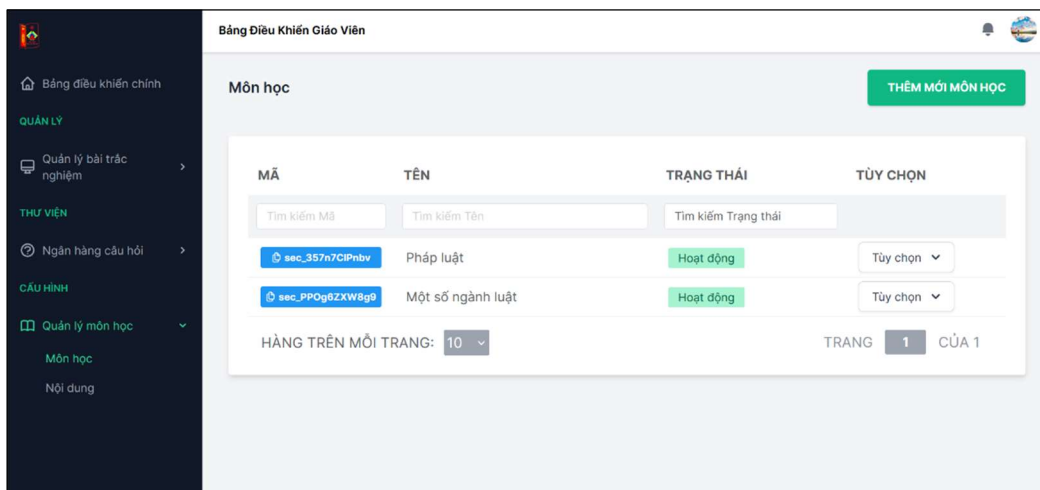 Bảng Điều Khiển Giáo Viên
Bảng điều khiển chính
QUẢN LÝ
Quản lý bài trắc
nghiệm
THƯ VIỆN
Ngân hàng câu hỏi
CẤU HÌNH
Quản lý môn học
Môn học
Nội dung
Môn học
THÊM MỚI MÔN HỌC
MÃ TÊN TRẠNG THÁI TÙY CHỌN
Tìm kiếm Mã Tìm kiếm Tên Tìm kiếm Trạng thái
sec_357n7ClPnbv Pháp luật Hoạt động Tùy chọn
sec_PPOg6ZXW8g9 Một số ngành luật Hoạt động Tùy chọn
HÀNG TRÊN MỖI TRANG: 10 TRANG 1 CỦA 1